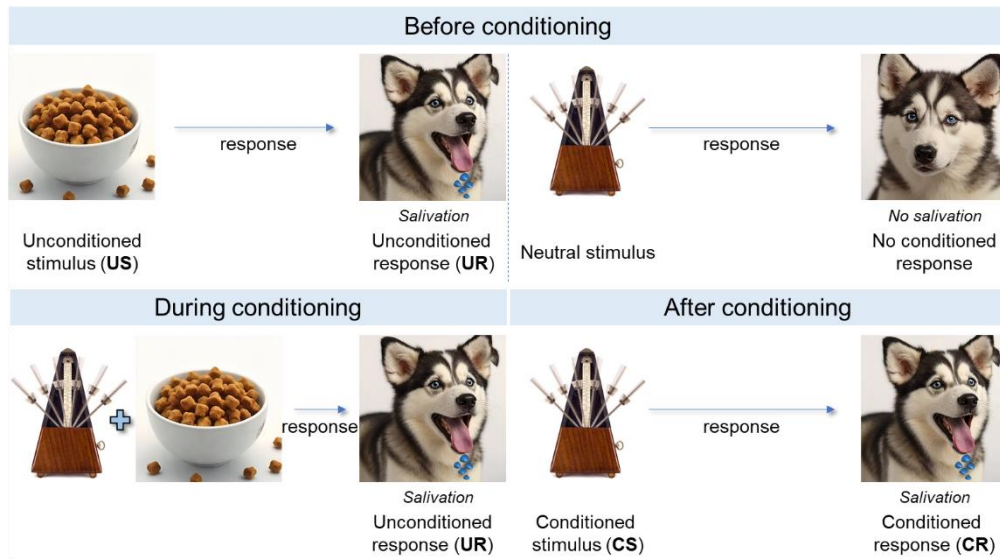 Before conditioning
response
response
Salivation
No salivation
Unconditioned
stimulus (US)
Unconditioned
response (UR)
Neutral stimulus
No conditioned
response
During conditioning
After conditioning
response
response
Salivation
Salivation
Unconditioned
response (UR)
Conditioned
stimulus (CS)
Conditioned
response (CR)